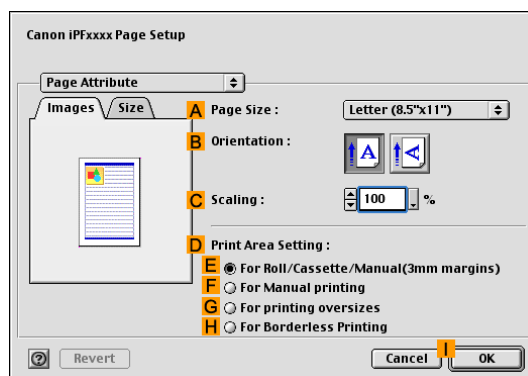 Canon iPFxxxx Page Setup
Page Attribute
Images Size
A Page Size : Letter (8.5"x11")
B Orientation :
A A
C Scaling : 100 %
D Print Area Setting :
E For Roll/Cassette/Manual(3mm margins)
F For Manual printing
G For printing oversizes
H For Borderless Printing
I
? Revert Cancel OK